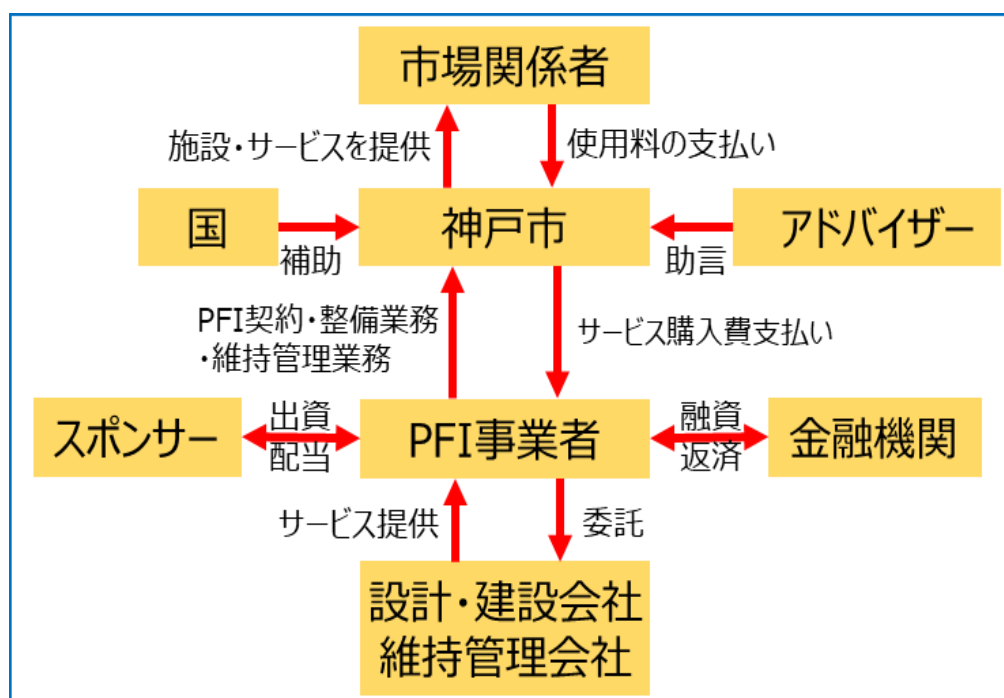 市場関係者
施設・サービスを提供
使用料の支払い
国
補助
神戸市
助言
アドバイザー
PFI契約・整備業務
・維持管理業務
サービス購入費支払い
スポンサー
出資
配当
PFI事業者
融資
返済
金融機関
サービス提供
委託
設計・建設会社
維持管理会社